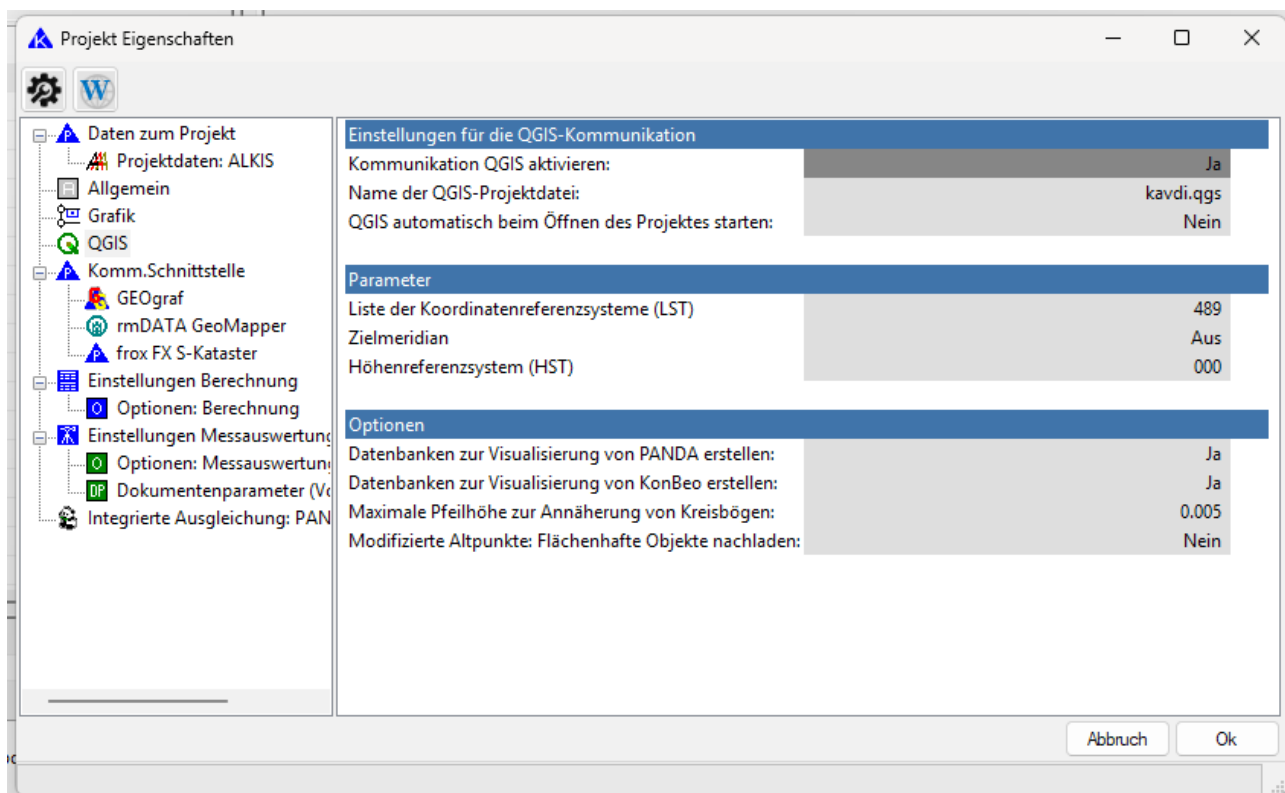 Projekt Eigenschaften
W
Daten zum Projekt
Projektdaten: ALKIS
Allgemein
Grafik
QGIS
Komm.Schnittstelle
GEOgraf
rmDATA GeoMapper
frox FX S-Kataster
Einstellungen Berechnung
Optionen: Berechnung
Einstellungen Messauswertung
Optionen: Messauswertun
Dokumentenparameter (Vo
Integrierte Ausgleichung: PAN
Einstellungen für die QGIS-Kommunikation
Kommunikation QGIS aktivieren: Ja
Name der QGIS-Projektdatei: kavdi.qgs
QGIS automatisch beim Öffnen des Projektes starten: Nein
Parameter
Liste der Koordinatenreferenzsysteme (LST) 489
Zielmeridian Aus
Höhenreferenzsystem (HST) 000
Optionen
Datenbanken zur Visualisierung von PANDA erstellen: Ja
Datenbanken zur Visualisierung von KonBeo erstellen: Ja
Maximale Pfeilhöhe zur Annäherung von Kreisbögen: 0.005
Modifizierte Altpunkte: Flächenhafte Objekte nachladen: Nein
Abbruch Ok